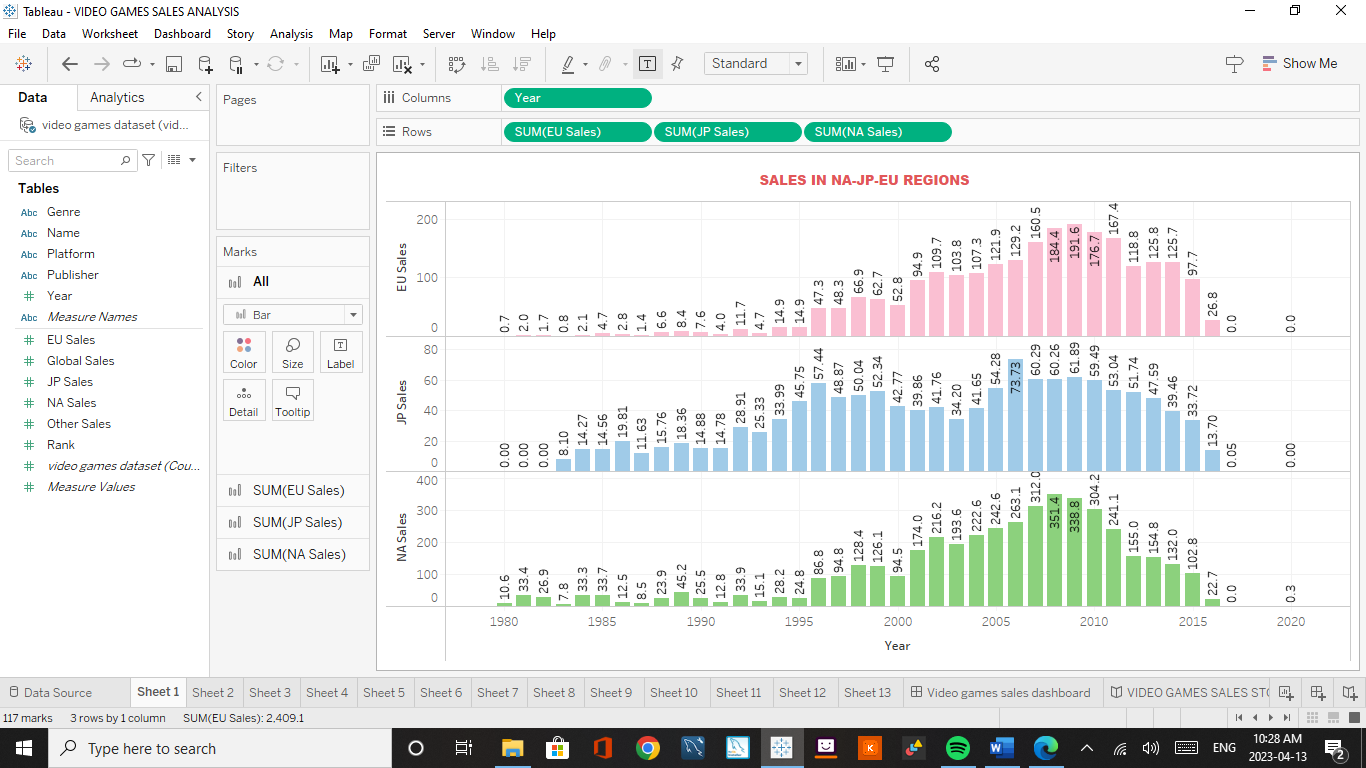 Tableau - VIDEO GAMES SALES ANALYSIS
File Data Worksheet Dashboard Story Analysis Map Format Server Window Help
Standard
Show Me
Data Analytics
video games dataset (vid...
Search
Tables
Abc Genre
Abc Name
Abc Platform
Abc Publisher
# Year
Abc Measure Names
# EU Sales
# Global Sales
# JP Sales
# NA Sales
# Other Sales
# Rank
# video games dataset (Cou...
# Measure Values
Pages
Filters
Marks
All
Bar
Color Size Label
Detail Tooltip
SUM(EU Sales)
SUM(JP Sales)
SUM(NA Sales)
Columns Year
Rows SUM(EU Sales) SUM(JP Sales) SUM(NA Sales)
SALES IN NA-JP-EU REGIONS
EU Sales
200
100
0
0.7 2.0 1.7 0.8 2.1 4.7 2.8 1.4 6.6 8.4 7.6 4.0 11.7 4.7 14.9 14.9 47.3 48.3 66.9 62.7 52.8 94.9 109.7 103.8 107.3 121.9 129.2 160.5 184.4 191.6 176.7 167.4 118.8 125.8 125.7 97.7 26.8 0.0 0.0
JP Sales
80
60
40
20
0
0.00 0.00 0.00 8.10 14.27 14.56 19.81 11.63 15.76 18.36 14.88 14.78 28.91 25.33 33.99 45.75 57.44 48.87 50.04 52.34 42.77 39.86 41.76 34.20 41.65 54.28 73.73 60.29 60.26 61.89 59.49 53.04 51.74 47.59 39.46 33.72 13.70 0.05 0.00
NA Sales
400
300
200
100
0
10.6 33.4 26.9 7.8 33.3 33.7 12.5 8.5 23.9 45.2 25.5 12.8 33.9 15.1 28.2 24.8 86.8 94.8 128.4 126.1 94.5 174.0 216.2 193.6 222.6 242.6 263.1 312.0 351.4 338.8 304.2 241.1 155.0 154.8 132.0 102.8 22.7 0.0 0.3
1980 1985 1990 1995 2000 2005 2010 2015 2020
Year
Data Source Sheet 1 Sheet 2 Sheet 3 Sheet 4 Sheet 5 Sheet 6 Sheet 7 Sheet 8 Sheet 9 Sheet 10 Sheet 11 Sheet 12 Sheet 13 Video games sales dashboard VIDEO GAMES SALES STO
117 marks 3 rows by 1 column SUM(EU Sales): 2,409.1
Type here to search
ENG
10:28 AM
2023-04-13
2